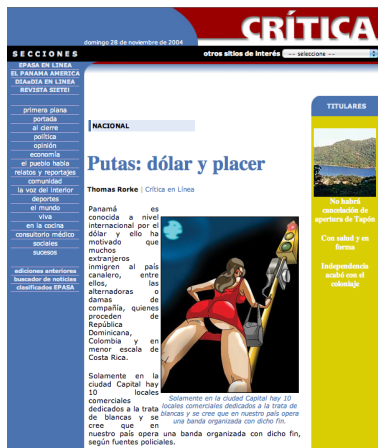 CRÍTICA
domingo 28 de noviembre de 2004
SECCIONES
otros sitios de interés
-- seleccione --
EPASA EN LINEA
EL PANAMA AMERICA
DIAaDIA EN LINEA
REVISTA SIETE!
primera plana
portada
al cierre
política
opinión
economía
el pueblo habla
relatos y reportajes
comunidad
la voz del interior
deportes
el mundo
viva
en la cocina
consultorio médico
sociales
sucesos
ediciones anteriores
buscador de noticias
clasificados EPASA
NACIONAL
Putas: dólar y placer
Thomas Rorke | Crítica en Línea
Panamá es
conocida a nivel
internacional por el
dólar y ello ha
motivado que
muchos
extranjeros
inmigren al país
canalero, entre
ellos, las
alternadoras o
damas de
compañía, quienes
proceden de
República
Dominicana,
Colombia y en
menor escala de
Costa Rica.
Solamente en la
ciudad Capital hay
10 locales
comerciales
dedicados a la trata
de blancas y se
cree que en
nuestro país opera una banda organizada con dicho fin,
según fuentes policiales.
Solamente en la ciudad Capital hay 10
locales comerciales dedicados a la trata de
blancas y se cree que en nuestro país opera
una banda organizada con dicho fin.
TITULARES
No habrá
cancelación de
apertura de Tapón
Con salud y en
forma
Independencia
acabó con el
coloniaje